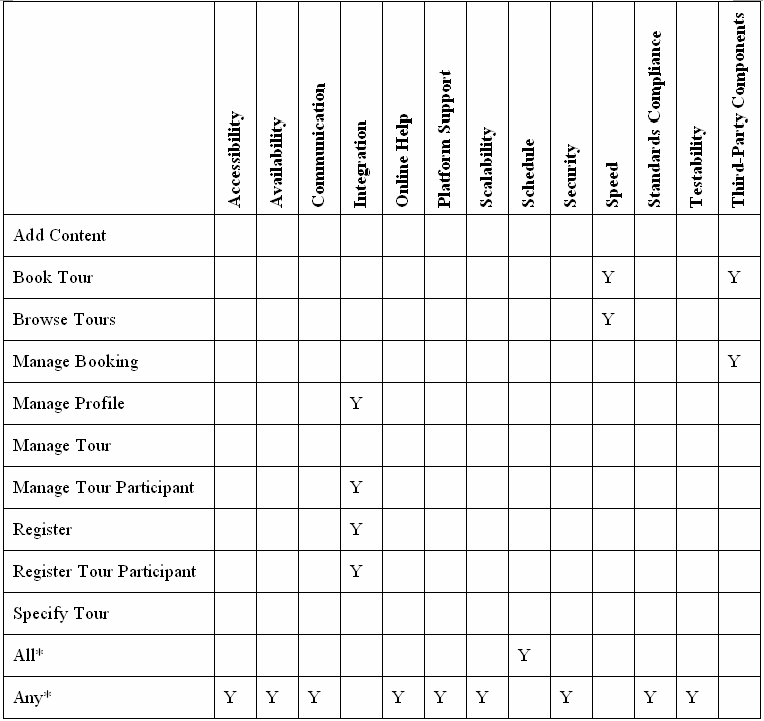 Accessibility Availability Communication Integration Online Help Platform Support Scalability Schedule Security Speed Standards Compliance Testability Third-Party Components
Add Content
Book Tour Y Y
Browse Tours Y
Manage Booking Y
Manage Profile Y
Manage Tour
Manage Tour Participant Y
Register Y
Register Tour Participant Y
Specify Tour
All* Y
Any* Y Y Y Y Y Y Y Y Y